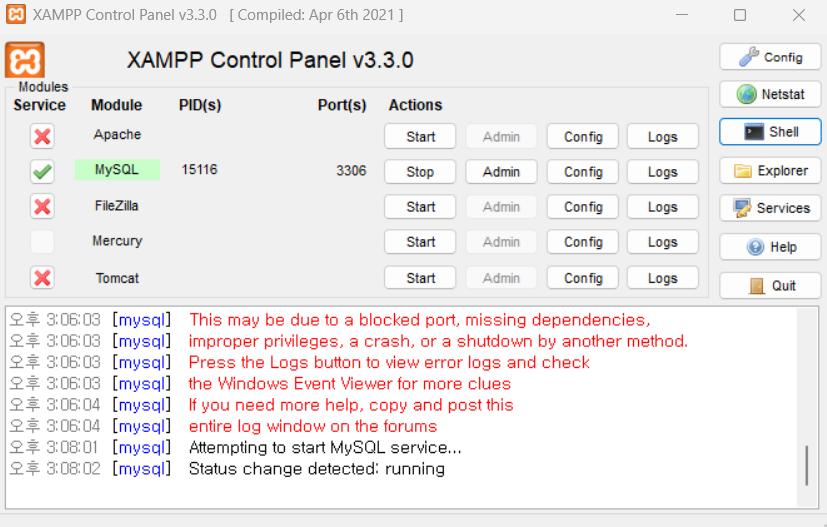 XAMPP Control Panel v3.3.0 [ Compiled: Apr 6th 2021 ]
XAMPP Control Panel v3.3.0
Config
Modules
Service Module PID(s) Port(s) Actions
Netstat
Apache Start Admin Config Logs
Shell
MySQL 15116 3306 Stop Admin Config Logs
Explorer
FileZilla Start Admin Config Logs
Services
Mercury Start Admin Config Logs
Help
Tomcat Start Admin Config Logs
Quit
오후 3:06:03 [mysql] This may be due to a blocked port, missing dependencies,
오후 3:06:03 [mysql] improper privileges, a crash, or a shutdown by another method.
오후 3:06:03 [mysql] Press the Logs button to view error logs and check
오후 3:06:03 [mysql] the Windows Event Viewer for more clues
오후 3:06:04 [mysql] If you need more help, copy and post this
오후 3:06:04 [mysql] entire log window on the forums
오후 3:08:01 [mysql] Attempting to start MySQL service...
오후 3:08:02 [mysql] Status change detected: running